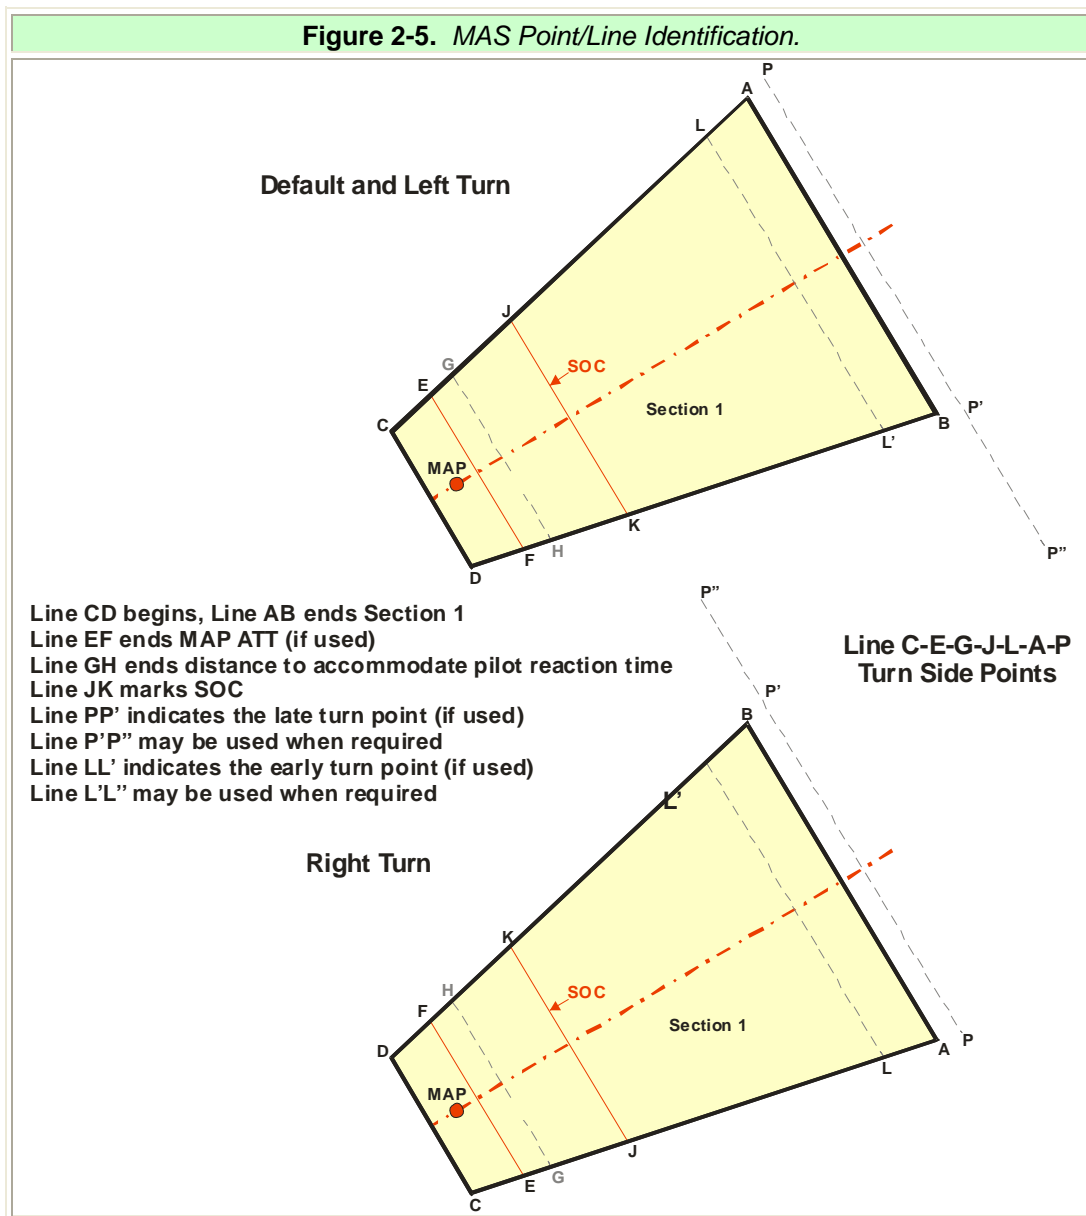 Figure 2-5. MAS Point/Line Identification.
P
A
L
Default and Left Turn
J
SOC
G
E
Section 1
P’
C
B
L’
MAP
K
H
F
P”
D
P”
Line CD begins, Line AB ends Section 1
Line EF ends MAP ATT (if used)
Line GH ends distance to accommodate pilot reaction time
Line JK marks SOC
Line PP’ indicates the late turn point (if used)
Line P’P” may be used when required
Line LL’ indicates the early turn point (if used)
Line L’L’’ may be used when required
Line C-E-G-J-L-A-P
Turn Side Points
P’
B
L’
Right Turn
K
H
SOC
F
Section 1
P
D
A
L
MAP
J
G
E
C